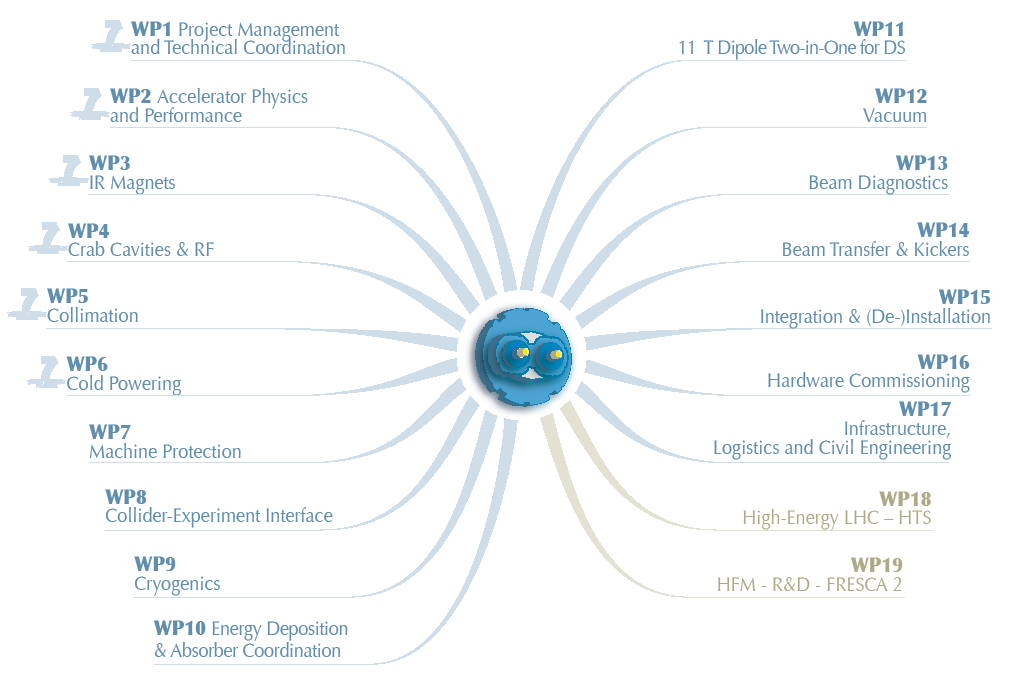 WP1 Project Management
and Technical Coordination
WP2 Accelerator Physics
and Performance
WP3
IR Magnets
WP4
Crab Cavities & RF
WP5
Collimation
WP6
Cold Powering
WP7
Machine Protection
WP8
Collider-Experiment Interface
WP9
Cryogenics
WP10 Energy Deposition
& Absorber Coordination
WP11
11 T Dipole Two-in-One for DS
WP12
Vacuum
WP13
Beam Diagnostics
WP14
Beam Transfer & Kickers
WP15
Integration & (De-)Installation
WP16
Hardware Commissioning
WP17
Infrastructure,
Logistics and Civil Engineering
WP18
High-Energy LHC – HTS
WP19
HFM - R&D - FRESCA 2